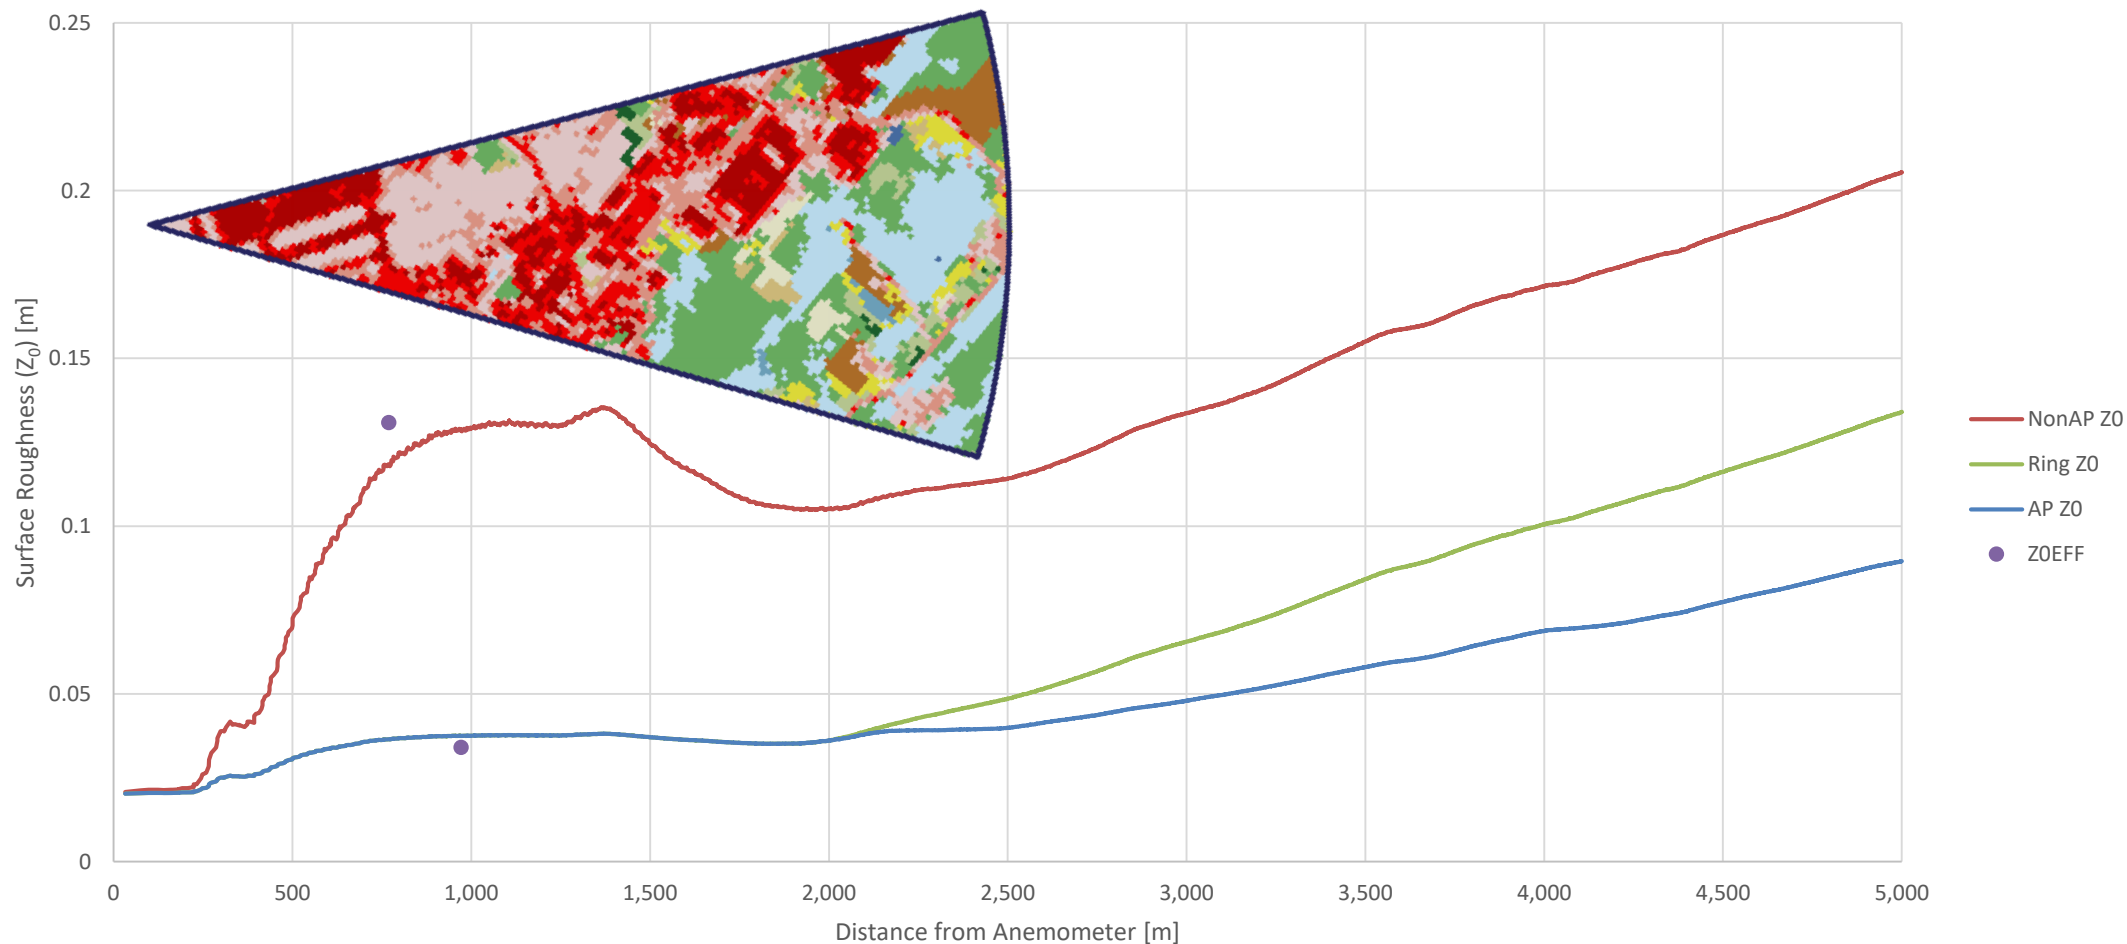 0.25
0.2
0.15
0.1
0.05
0
Surface Roughness (Z0) [m]
0 500 1,000 1,500 2,000 2,500 3,000 3,500 4,000 4,500 5,000
Distance from Anemometer [m]
NonAP Z0
Ring Z0
AP Z0
Z0EFF